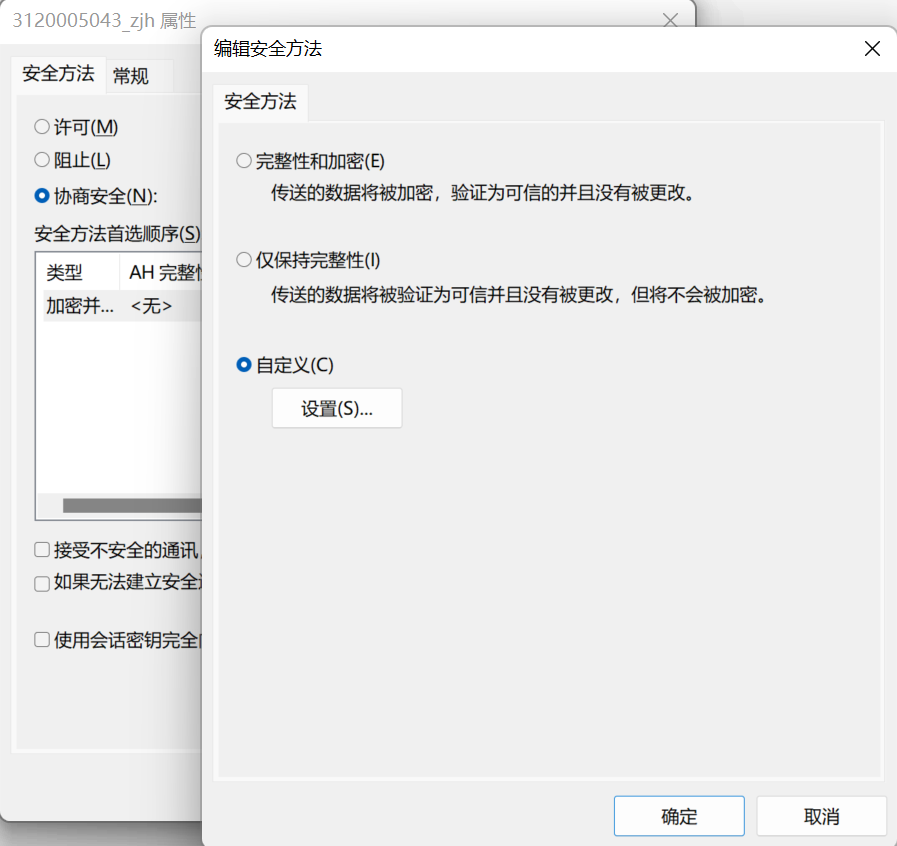 3120005043_zjh 属性
安全方法 常规
许可(M)
阻止(L)
协商安全(N):
安全方法首选顺序(S)
类型 AH 完整性
加密并... <无>
接受不安全的通讯
如果无法建立安全
使用会话密钥完全
编辑安全方法
安全方法
完整性和加密(E)
传送的数据将被加密，验证为可信的并且没有被更改。
仅保持完整性(I)
传送的数据将被验证为可信并且没有被更改，但将不会被加密。
自定义(C)
设置(S)...
确定 取消